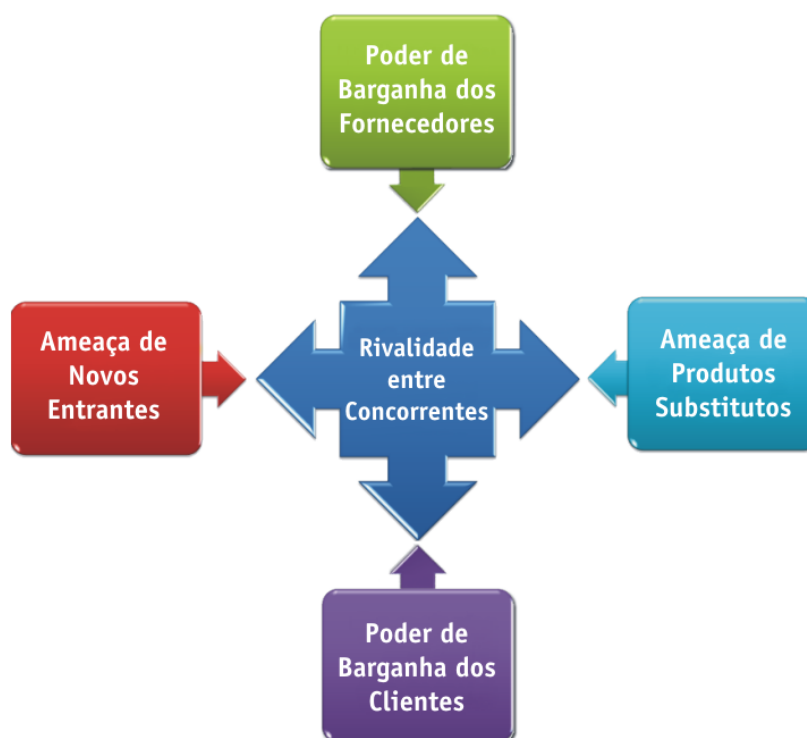 Poder de
Barganha dos
Fornecedores
Ameaça de
Novos
Entrantes
Rivalidade
entre
Concorrentes
Ameaça de
Produtos
Substitutos
Poder de
Barganha dos
Clientes